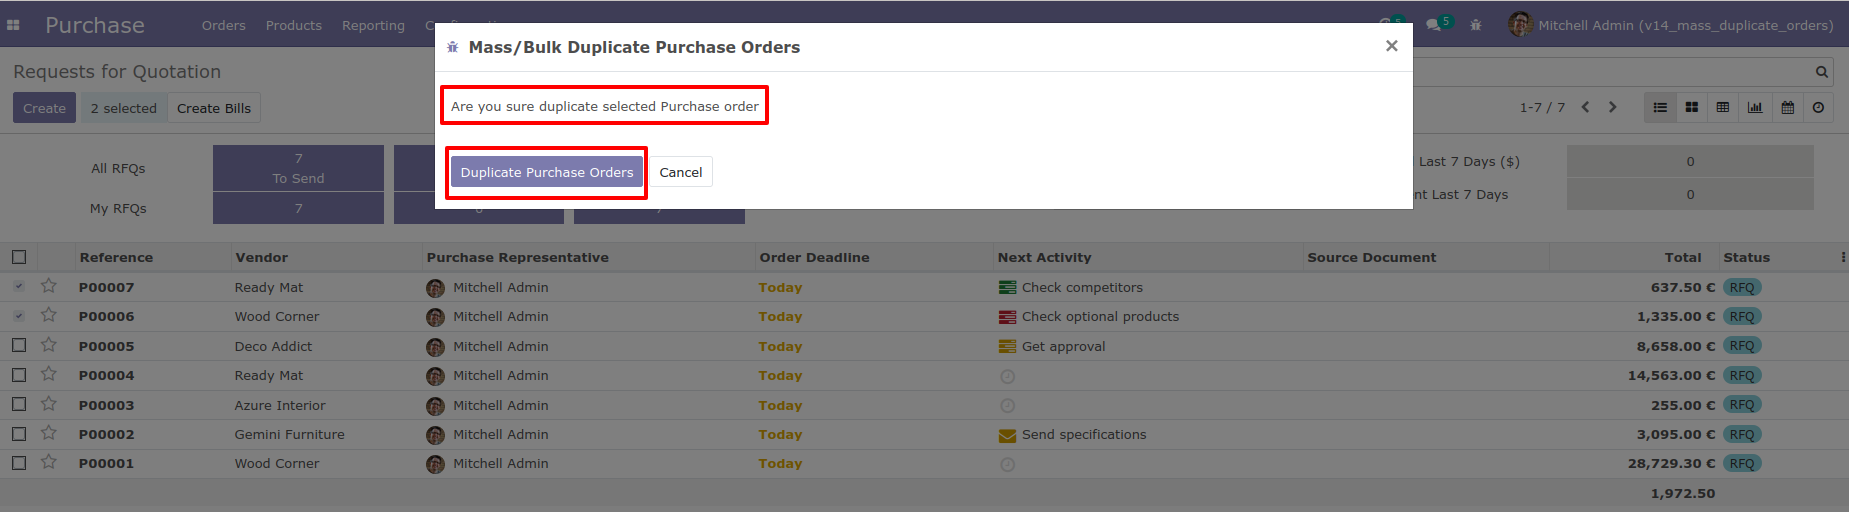 Purchase Orders Products Reporting 5 5 Mitchell Admin (v14_mass_duplicate_orders)
Mass/Bulk Duplicate Purchase Orders ×
Requests for Quotation
Are you sure duplicate selected Purchase order
Create 2 selected Create Bills 1-7 / 7
Duplicate Purchase Orders Cancel
All RFQs 7 Last 7 Days ($) 0
To Send
My RFQs 7 Last 7 Days 0
Reference Vendor Purchase Representative Order Deadline Next Activity Source Document Total Status
P00007 Ready Mat Mitchell Admin Today Check competitors 637.50 € RFQ
P00006 Wood Corner Mitchell Admin Today Check optional products 1,335.00 € RFQ
P00005 Deco Addict Mitchell Admin Today Get approval 8,658.00 € RFQ
P00004 Ready Mat Mitchell Admin Today 14,563.00 € RFQ
P00003 Azure Interior Mitchell Admin Today 255.00 € RFQ
P00002 Gemini Furniture Mitchell Admin Today Send specifications 3,095.00 € RFQ
P00001 Wood Corner Mitchell Admin Today 28,729.30 € RFQ
1,972.50